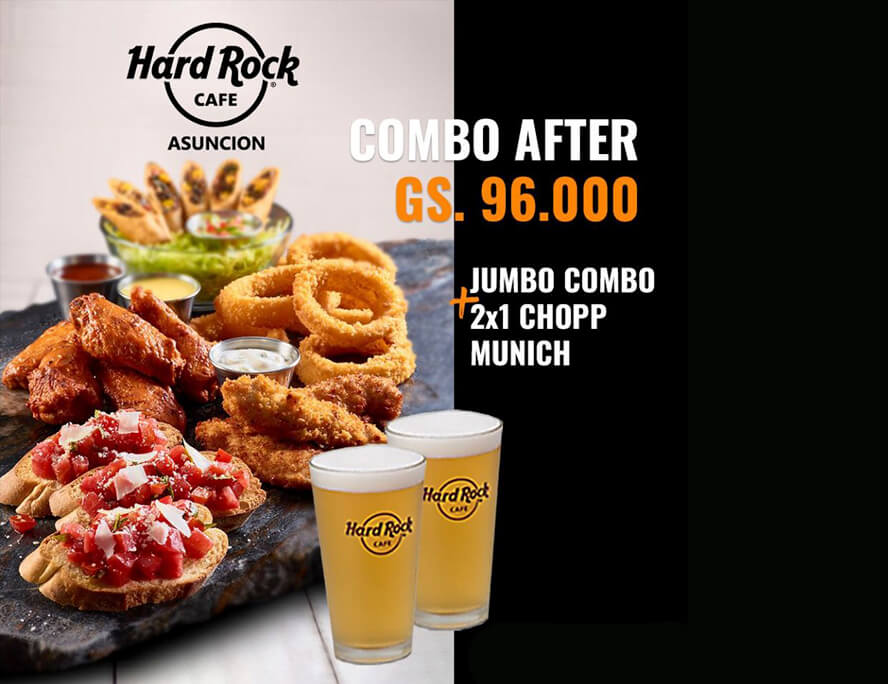 Hard Rock
CAFE
ASUNCION
COMBO AFTER
GS. 96.000
+ JUMBO COMBO
2x1 CHOPP
MUNICH
Hard Rock
CAFE
Hard Rock
CAFE